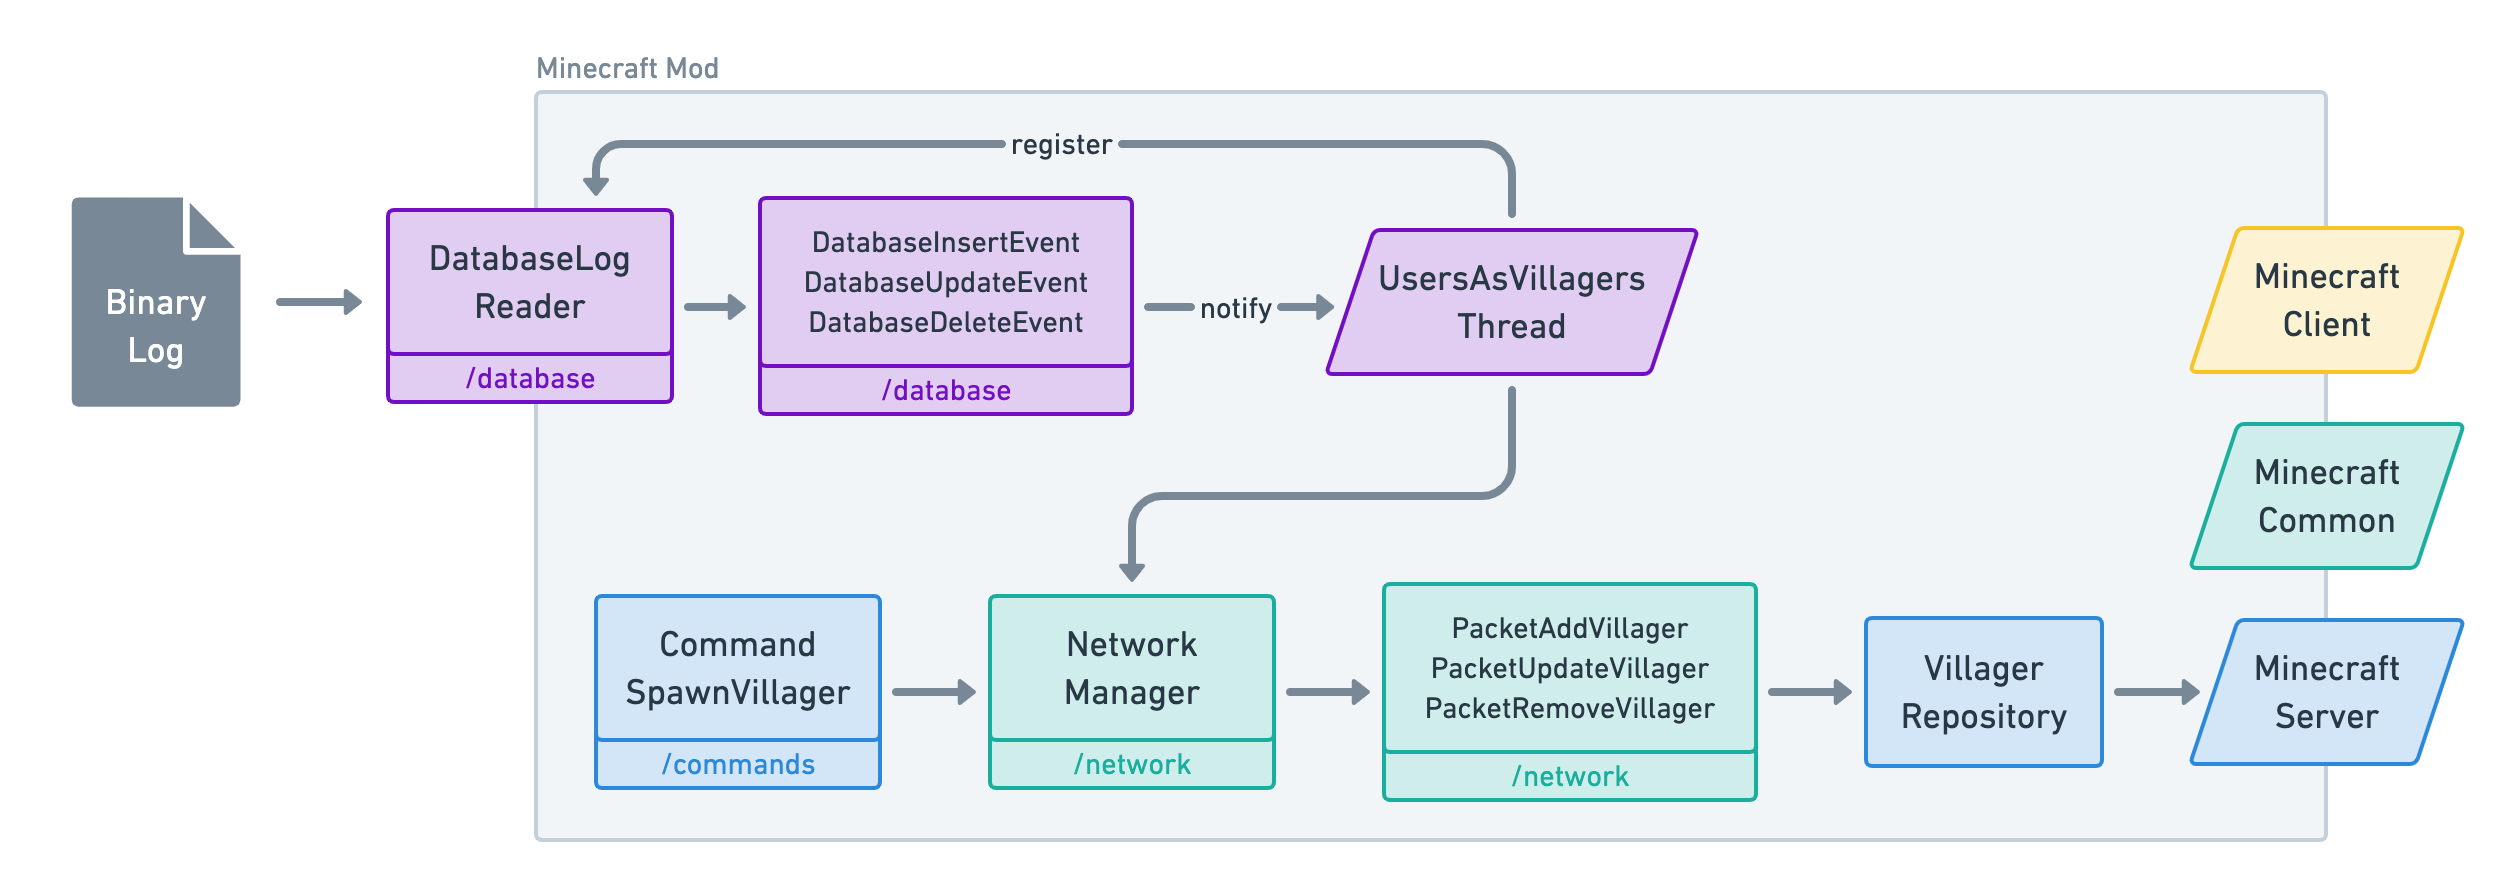 Minecraft Mod
register
Binary
Log
DatabaseLog
Reader
/database
DatabaseInsertEvent
DatabaseUpdateEvent
DatabaseDeleteEvent
/database
notify
UsersAsVillagers
Thread
Minecraft
Client
Minecraft
Common
Command
SpawnVillager
/commands
Network
Manager
/network
PacketAddVillager
PacketUpdateVillager
PacketRemoveVillager
/network
Villager
Repository
Minecraft
Server